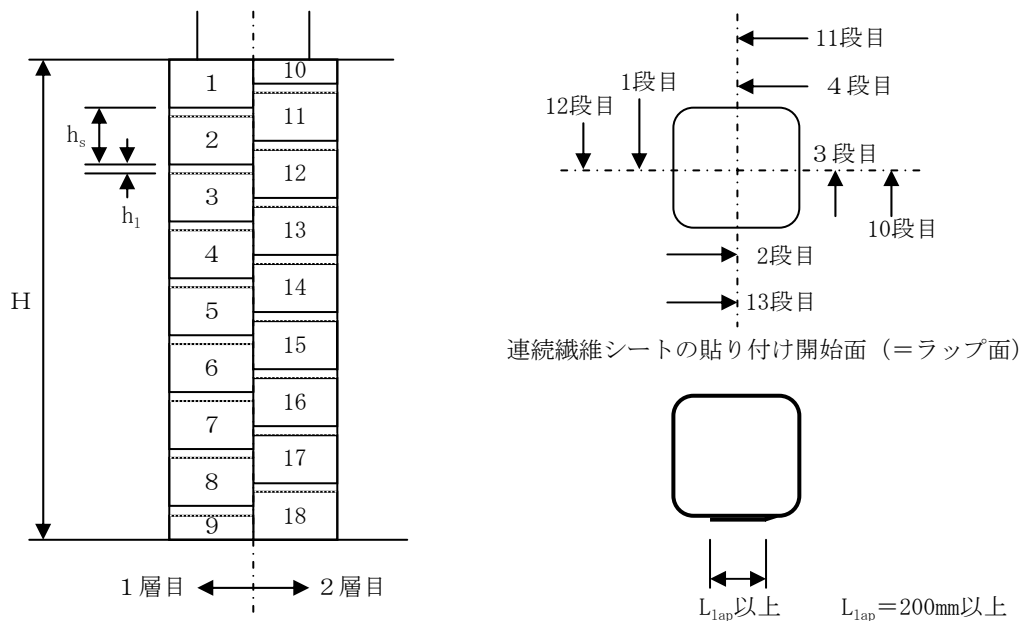 H
hs
hl
1
2
3
4
5
6
7
8
9
10
11
12
13
14
15
16
17
18
1層目
2層目
11段目
4段目
1段目
12段目
3段目
10段目
2段目
13段目
連続繊維シートの貼り付け開始面（=ラップ面）
Llap以上
Llap＝200mm以上